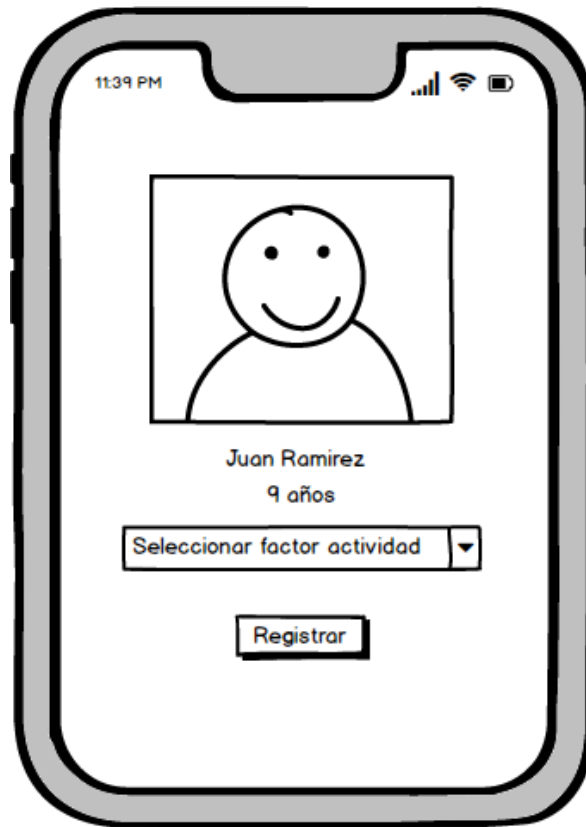 11:39 PM
Juan Ramirez
9 años
Seleccionar factor actividad
Registrar